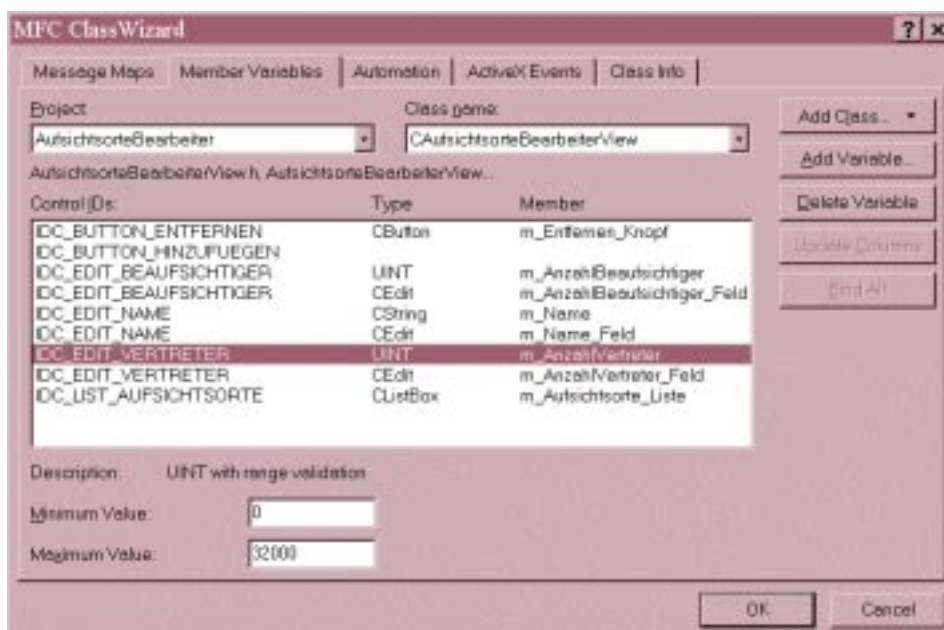 MFC ClassWizard
Message Maps Member Variables Automation ActiveX Events Class Info
Project: Class name:
AufsichtsorteBearbeiter CAufsichtsorteBearbeiterView
Add Class...
AufsichtsorteBearbeiterView.h, AufsichtsorteBearbeiterView...
Add Variable...
Control IDs: Type Member
Delete Variable
IDC_BUTTON_ENTFERNEN CButton m_Entfernen_Knopf
IDC_BUTTON_HINZUFUEGEN
Update Columns
IDC_EDIT_BEAUFSICHTIGER UINT m_AnzahlBeaufsichtiger
IDC_EDIT_BEAUFSICHTIGER CEdit m_AnzahlBeaufsichtiger_Feld
Bind All
IDC_EDIT_NAME CString m_Name
IDC_EDIT_NAME CEdit m_Name_Feld
IDC_EDIT_VERTRETER UINT m_AnzahlVertreter
IDC_EDIT_VERTRETER CEdit m_AnzahlVertreter_Feld
IDC_LIST_AUFSICHTSORTE CListBox m_Aufsichtsorte_Liste
Description: UINT with range validation
Minimum Value: 0
Maximum Value: 32000
OK Cancel